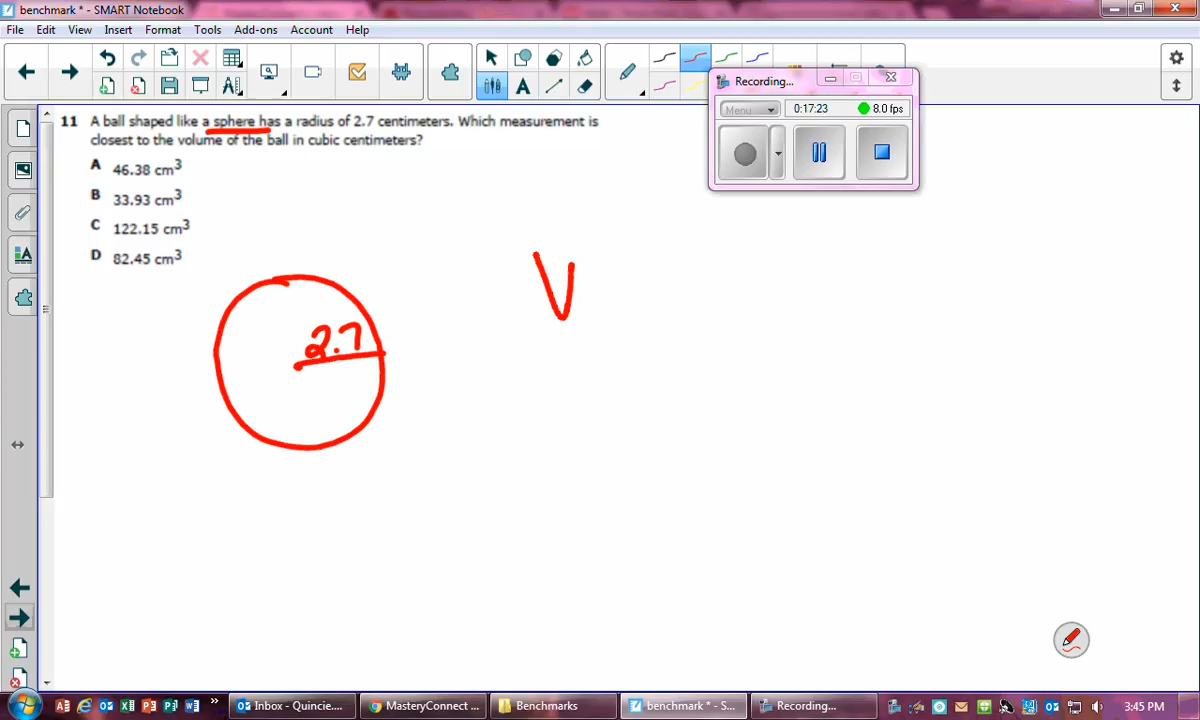 benchmark * - SMART Notebook
File Edit View Insert Format Tools Add-ons Account Help
Recording...
Menu 0:17:23 8.0 fps
11 A ball shaped like a sphere has a radius of 2.7 centimeters. Which measurement is
closest to the volume of the ball in cubic centimeters?
A 46.38 cm³
B 33.93 cm³
C 122.15 cm³
D 82.45 cm³
V
2.7
Inbox - Quincie.... MasteryConnect ... Benchmarks benchmark * - S... Recording... 3:45 PM